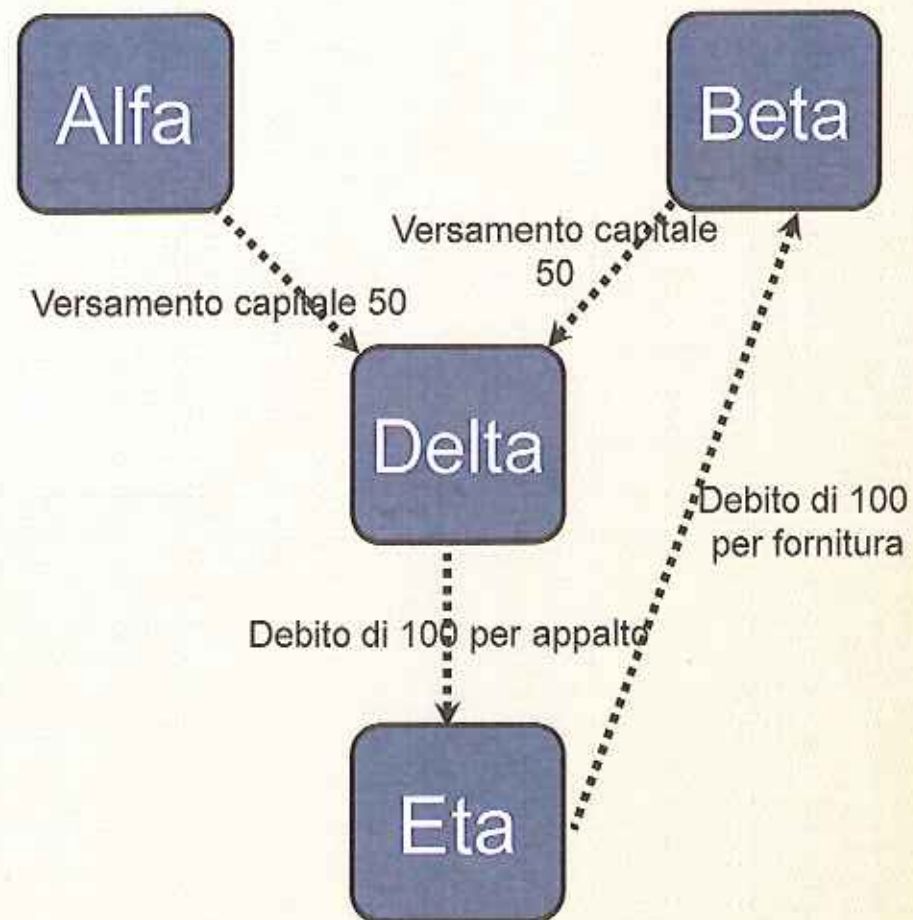 Alfa
Beta
Versamento capitale
50
Versamento capitale 50
Delta
Debito di 100
per fornitura
Debito di 100 per appalto
Eta